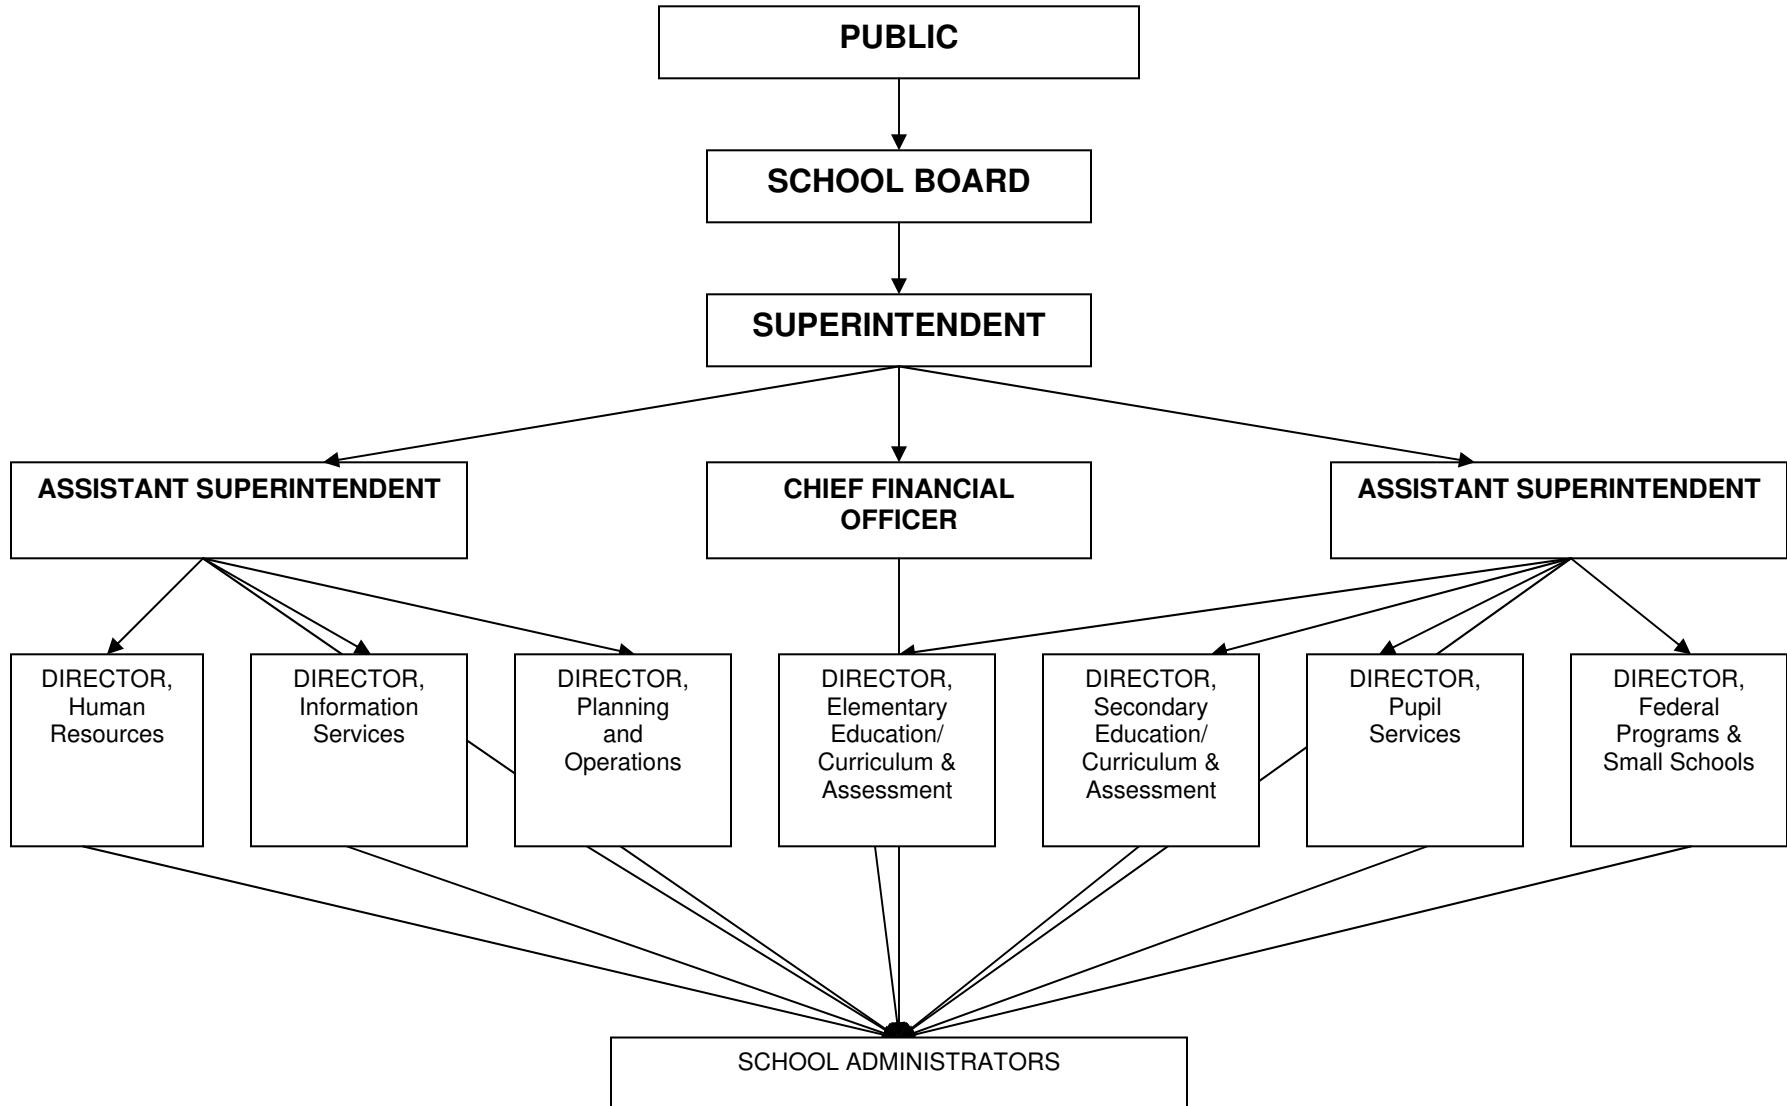 PUBLIC
SCHOOL BOARD
SUPERINTENDENT
ASSISTANT SUPERINTENDENT
CHIEF FINANCIAL
OFFICER
ASSISTANT SUPERINTENDENT
DIRECTOR,
Human
Resources
DIRECTOR,
Information
Services
DIRECTOR,
Planning
and
Operations
DIRECTOR,
Elementary
Education/
Curriculum &
Assessment
DIRECTOR,
Secondary
Education/
Curriculum &
Assessment
DIRECTOR,
Pupil
Services
DIRECTOR,
Federal
Programs &
Small Schools
SCHOOL ADMINISTRATORS